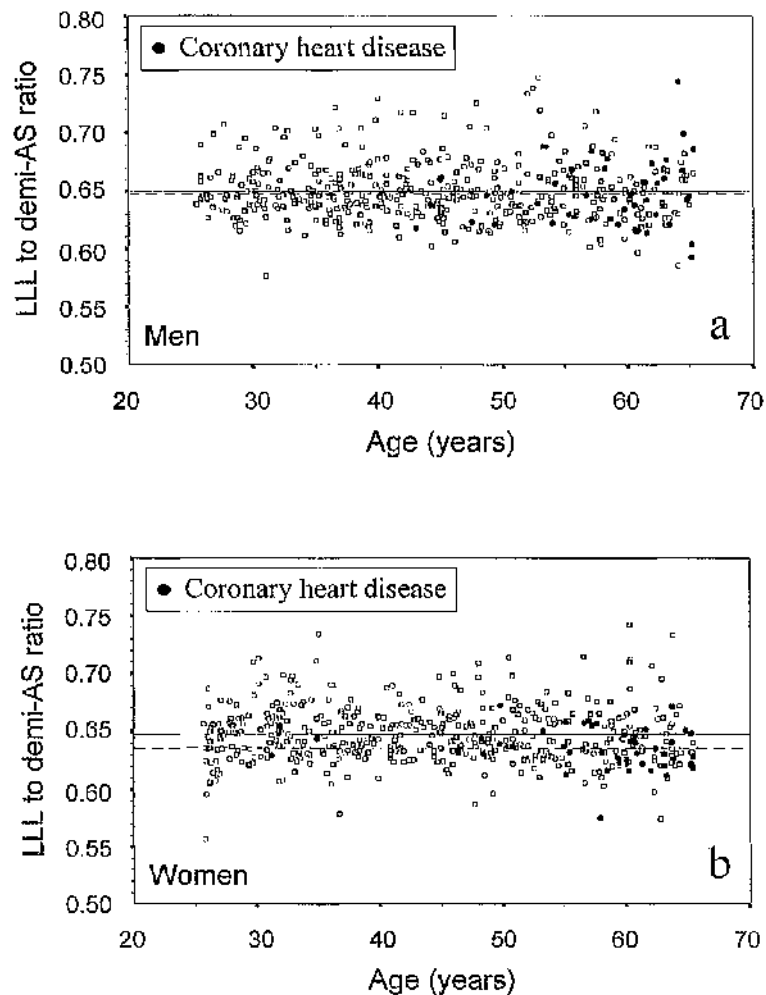 0.80
● Coronary heart disease
0.75
0.70
0.65
0.60
0.55
0.50
LLL to demi-AS ratio
Men
a
20 30 40 50 60 70
Age (years)
0.80
● Coronary heart disease
0.75
0.70
0.65
0.60
0.55
0.50
LLL to demi-AS ratio
Women
b
20 30 40 50 60 70
Age (years)